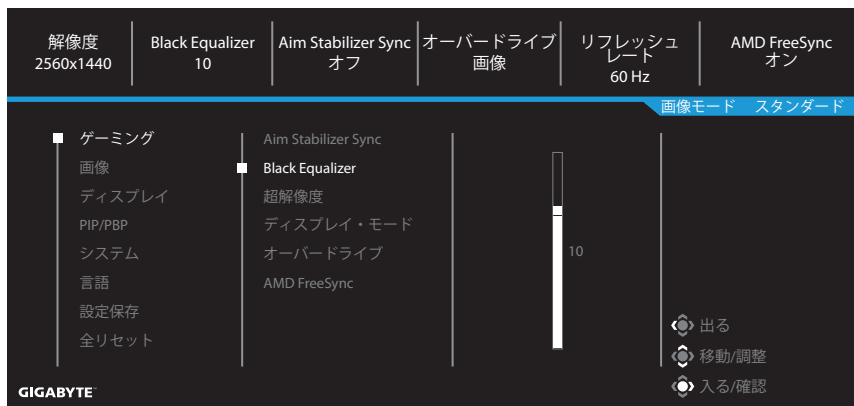 解像度
2560x1440
Black Equalizer
10
Aim Stabilizer Sync
オフ
オーバードライブ
画像
リフレッシュ
レート
60 Hz
AMD FreeSync
オン
画像モード スタンダード
ゲーミング
画像
ディスプレイ
PIP/PBP
システム
言語
設定保存
全リセット
Aim Stabilizer Sync
Black Equalizer
超解像度
ディスプレイ・モード
オーバードライブ
AMD FreeSync
10
出る
移動/調整
入る/確認
GIGABYTE™